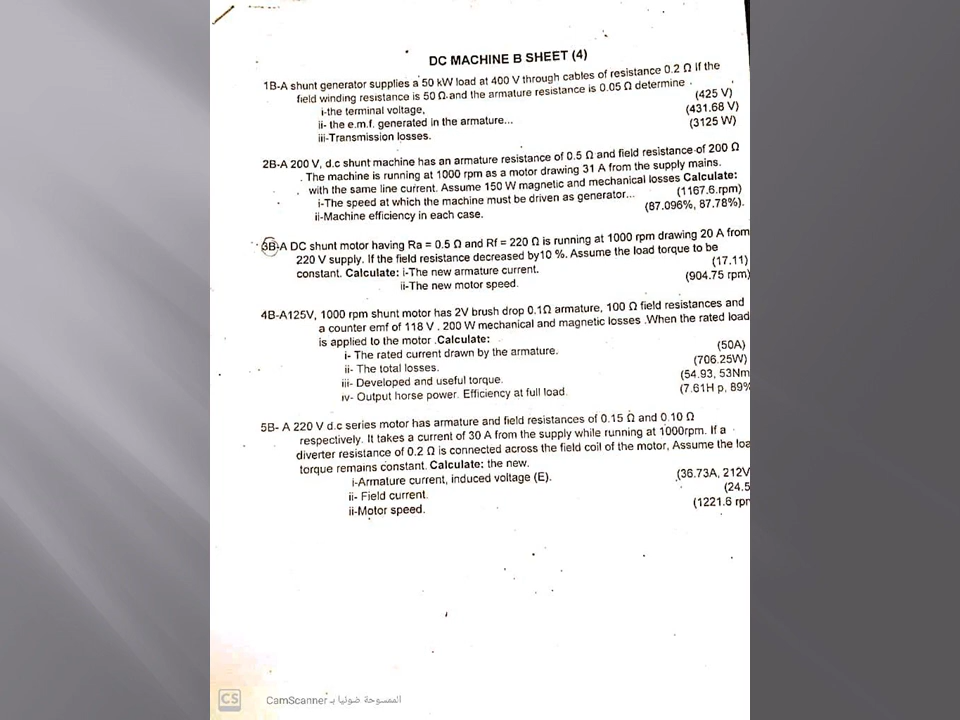 DC MACHINE B SHEET (4)
1B-A shunt generator supplies a 50 kW load at 400 V through cables of resistance 0.2 Ω If the
field winding resistance is 50 Ω and the armature resistance is 0.05 Ω determine
i-the terminal voltage, (425 V)
ii- the e.m.f. generated in the armature... (431.68 V)
iii-Transmission losses. (3125 W)
2B-A 200 V, d.c shunt machine has an armature resistance of 0.5 Ω and field resistance of 200 Ω
. The machine is running at 1000 rpm as a motor drawing 31 A from the supply mains.
with the same line current. Assume 150 W magnetic and mechanical losses Calculate:
i-The speed at which the machine must be driven as generator... (1167.6.rpm)
ii-Machine efficiency in each case. (87.096%, 87.78%).
3B-A DC shunt motor having Ra = 0.5 Ω and Rf = 220 Ω is running at 1000 rpm drawing 20 A from
220 V supply. If the field resistance decreased by10 %. Assume the load torque to be
constant. Calculate: i-The new armature current. (17.11)
ii-The new motor speed. (904.75 rpm)
4B-A125V, 1000 rpm shunt motor has 2V brush drop 0.1Ω armature, 100 Ω field resistances and
a counter emf of 118 V . 200 W mechanical and magnetic losses .When the rated load
is applied to the motor .Calculate:
i- The rated current drawn by the armature. (50A)
ii- The total losses. (706.25W)
iii- Developed and useful torque. (54.93, 53Nm
iv- Output horse power. Efficiency at full load. (7.61H p, 89%
5B- A 220 V d.c series motor has armature and field resistances of 0.15 Ω and 0.10 Ω
respectively. It takes a current of 30 A from the supply while running at 1000rpm. If a
diverter resistance of 0.2 Ω is connected across the field coil of the motor, Assume the loa
torque remains constant. Calculate: the new.
i-Armature current, induced voltage (E). (36.73A, 212V
ii- Field current. (24.5
ii-Motor speed. (1221.6 rpr
CS CamScanner الممسوحة ضوئيا بـ